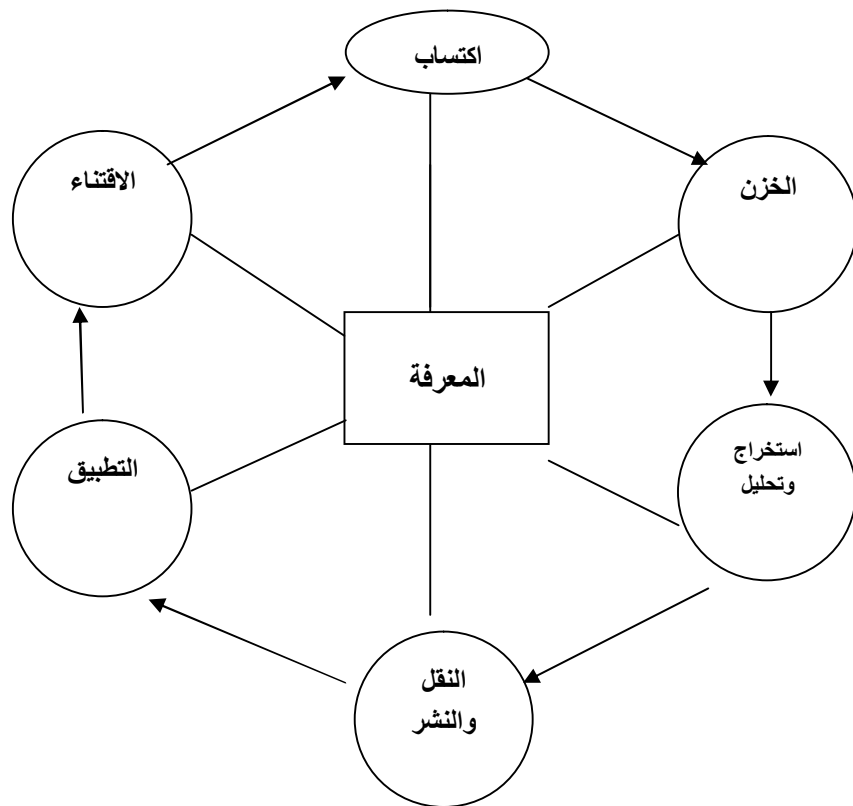 اكتساب
الاقتناء
الخزن
المعرفة
التطبيق
استخراج
وتحليل
النقل
والنشر